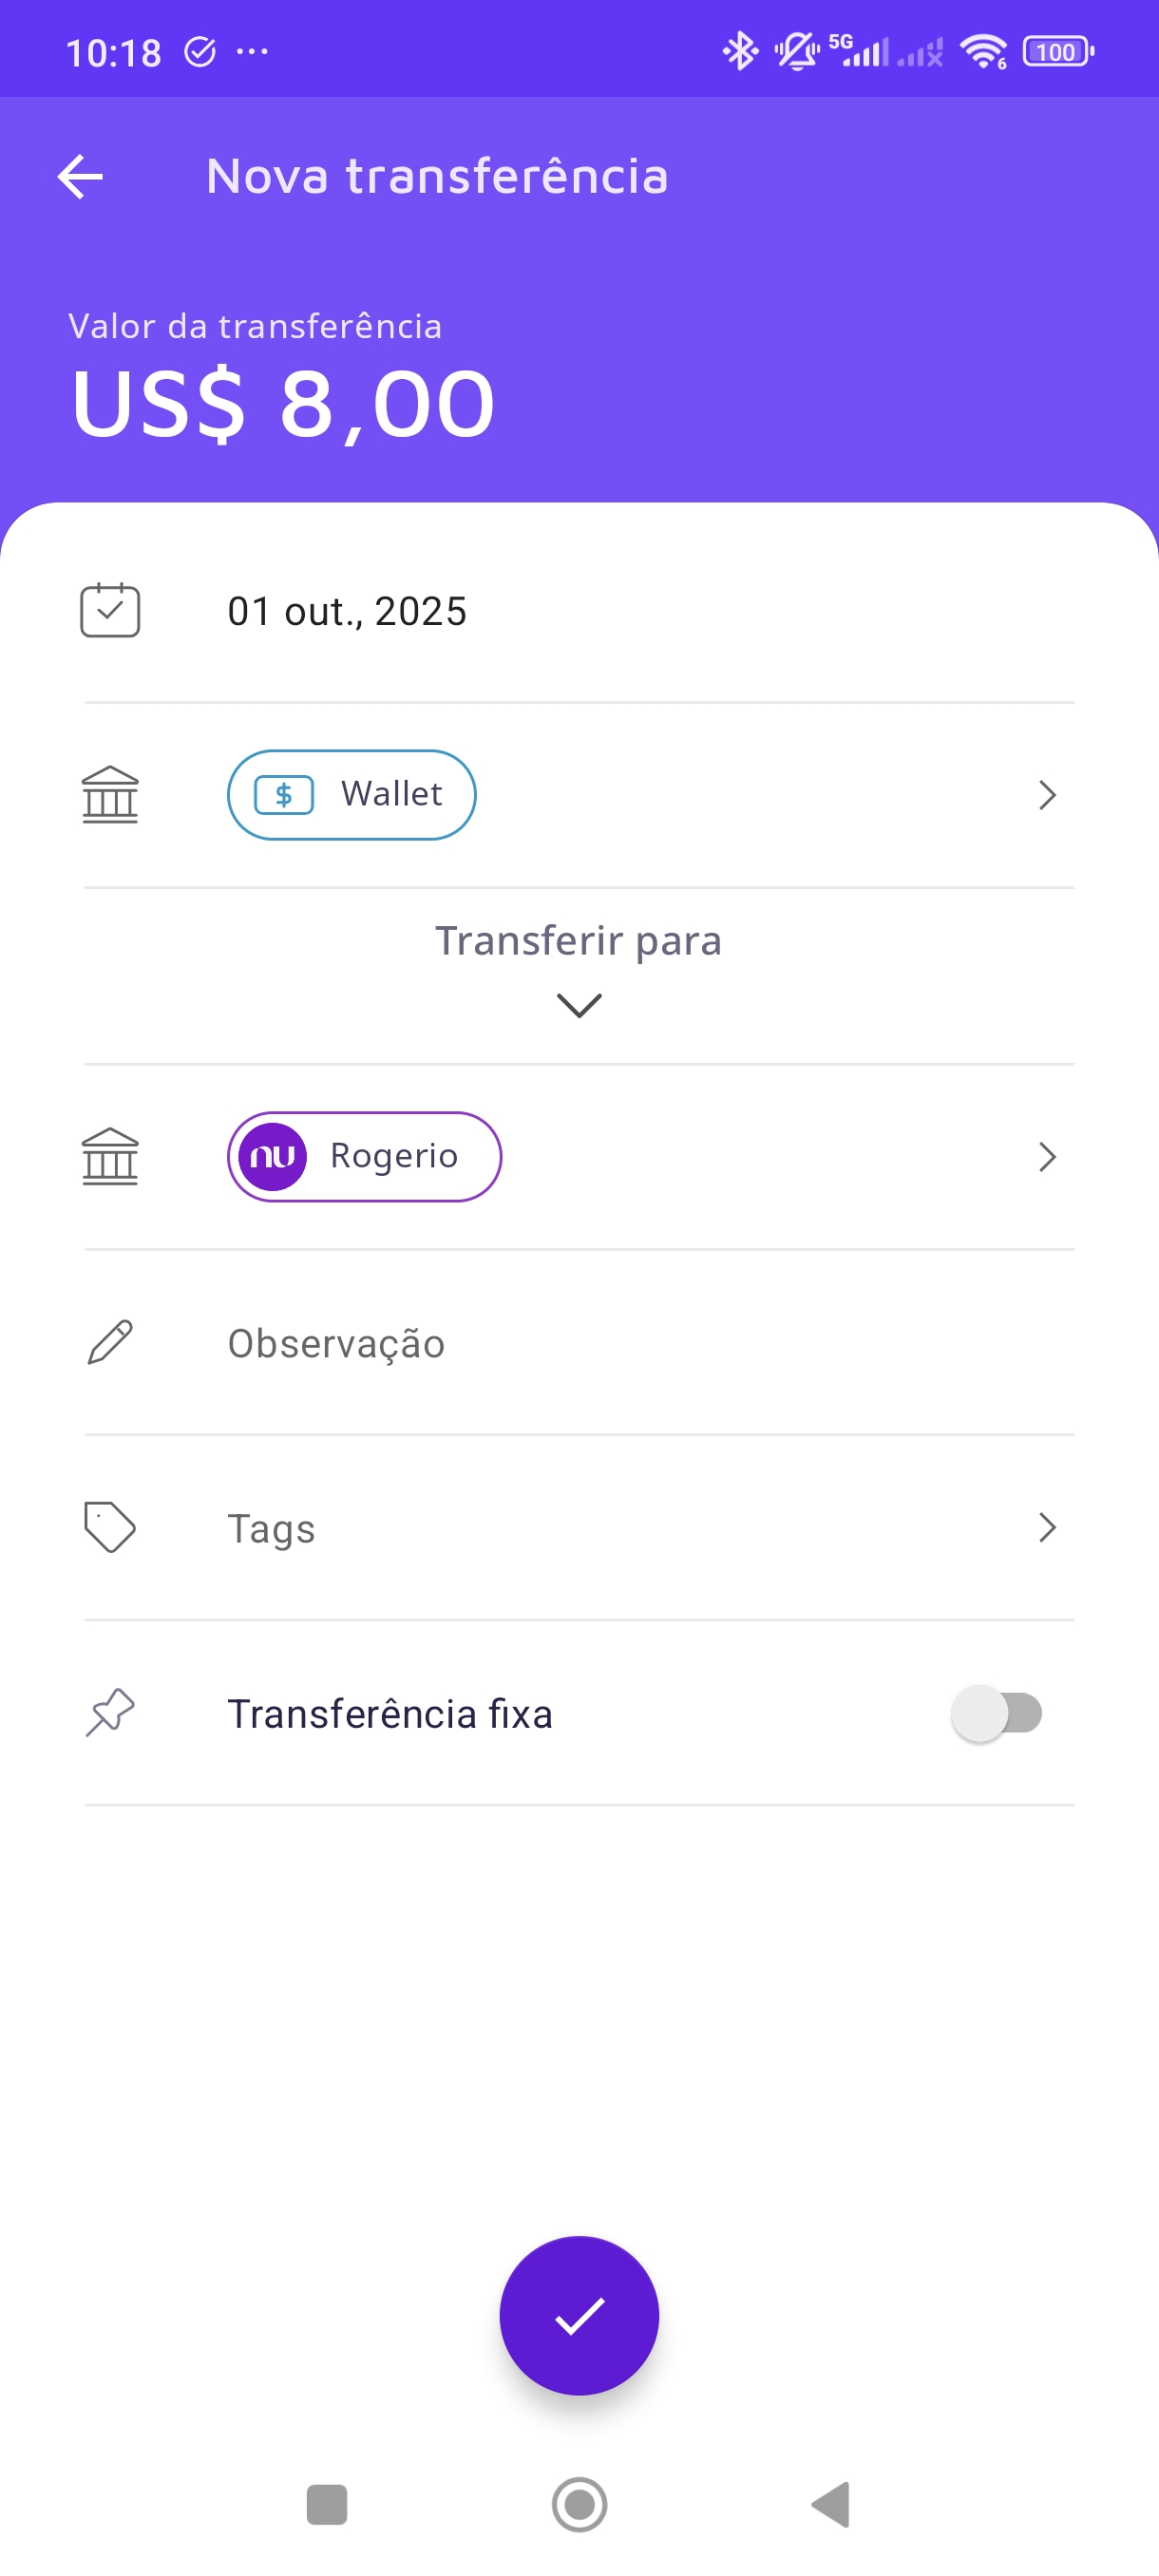 10:18
5G
6
100
Nova transferência
Valor da transferência
US$ 8,00
01 out., 2025
$ Wallet
Transferir para
nu Rogerio
Observação
Tags
Transferência fixa